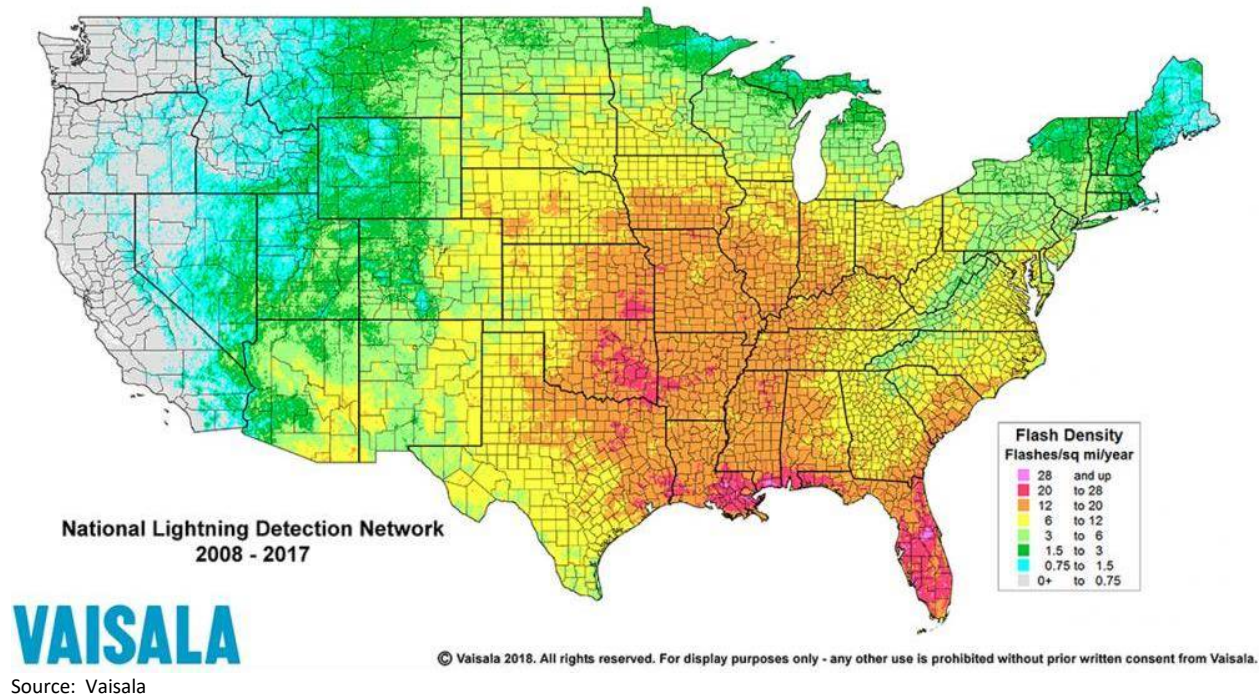 National Lightning Detection Network
2008 - 2017
Flash Density
Flashes/sq mi/year
28 and up
20 to 28
12 to 20
6 to 12
3 to 6
1.5 to 3
0.75 to 1.5
0+ to 0.75
VAISALA
© Vaisala 2018. All rights reserved. For display purposes only - any other use is prohibited without prior written consent from Vaisala.
Source: Vaisala